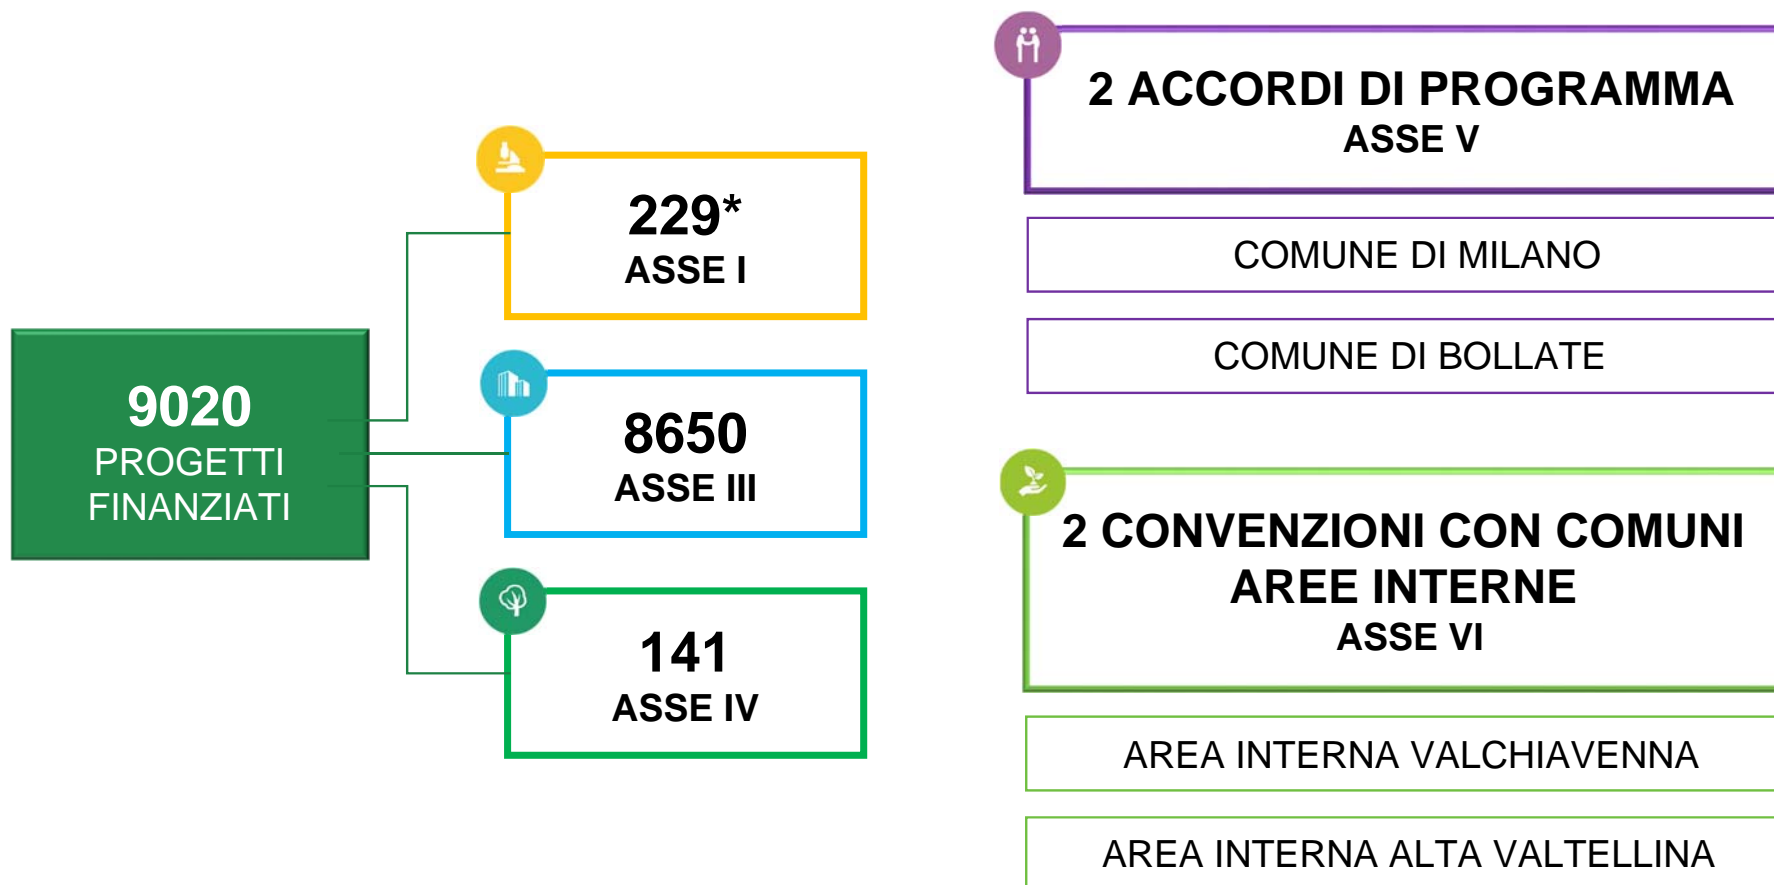 9020
PROGETTI
FINANZIATI
229*
ASSE I
8650
ASSE III
141
ASSE IV
2 ACCORDI DI PROGRAMMA
ASSE V
COMUNE DI MILANO
COMUNE DI BOLLATE
2 CONVENZIONI CON COMUNI
AREE INTERNE
ASSE VI
AREA INTERNA VALCHIAVENNA
AREA INTERNA ALTA VALTELLINA